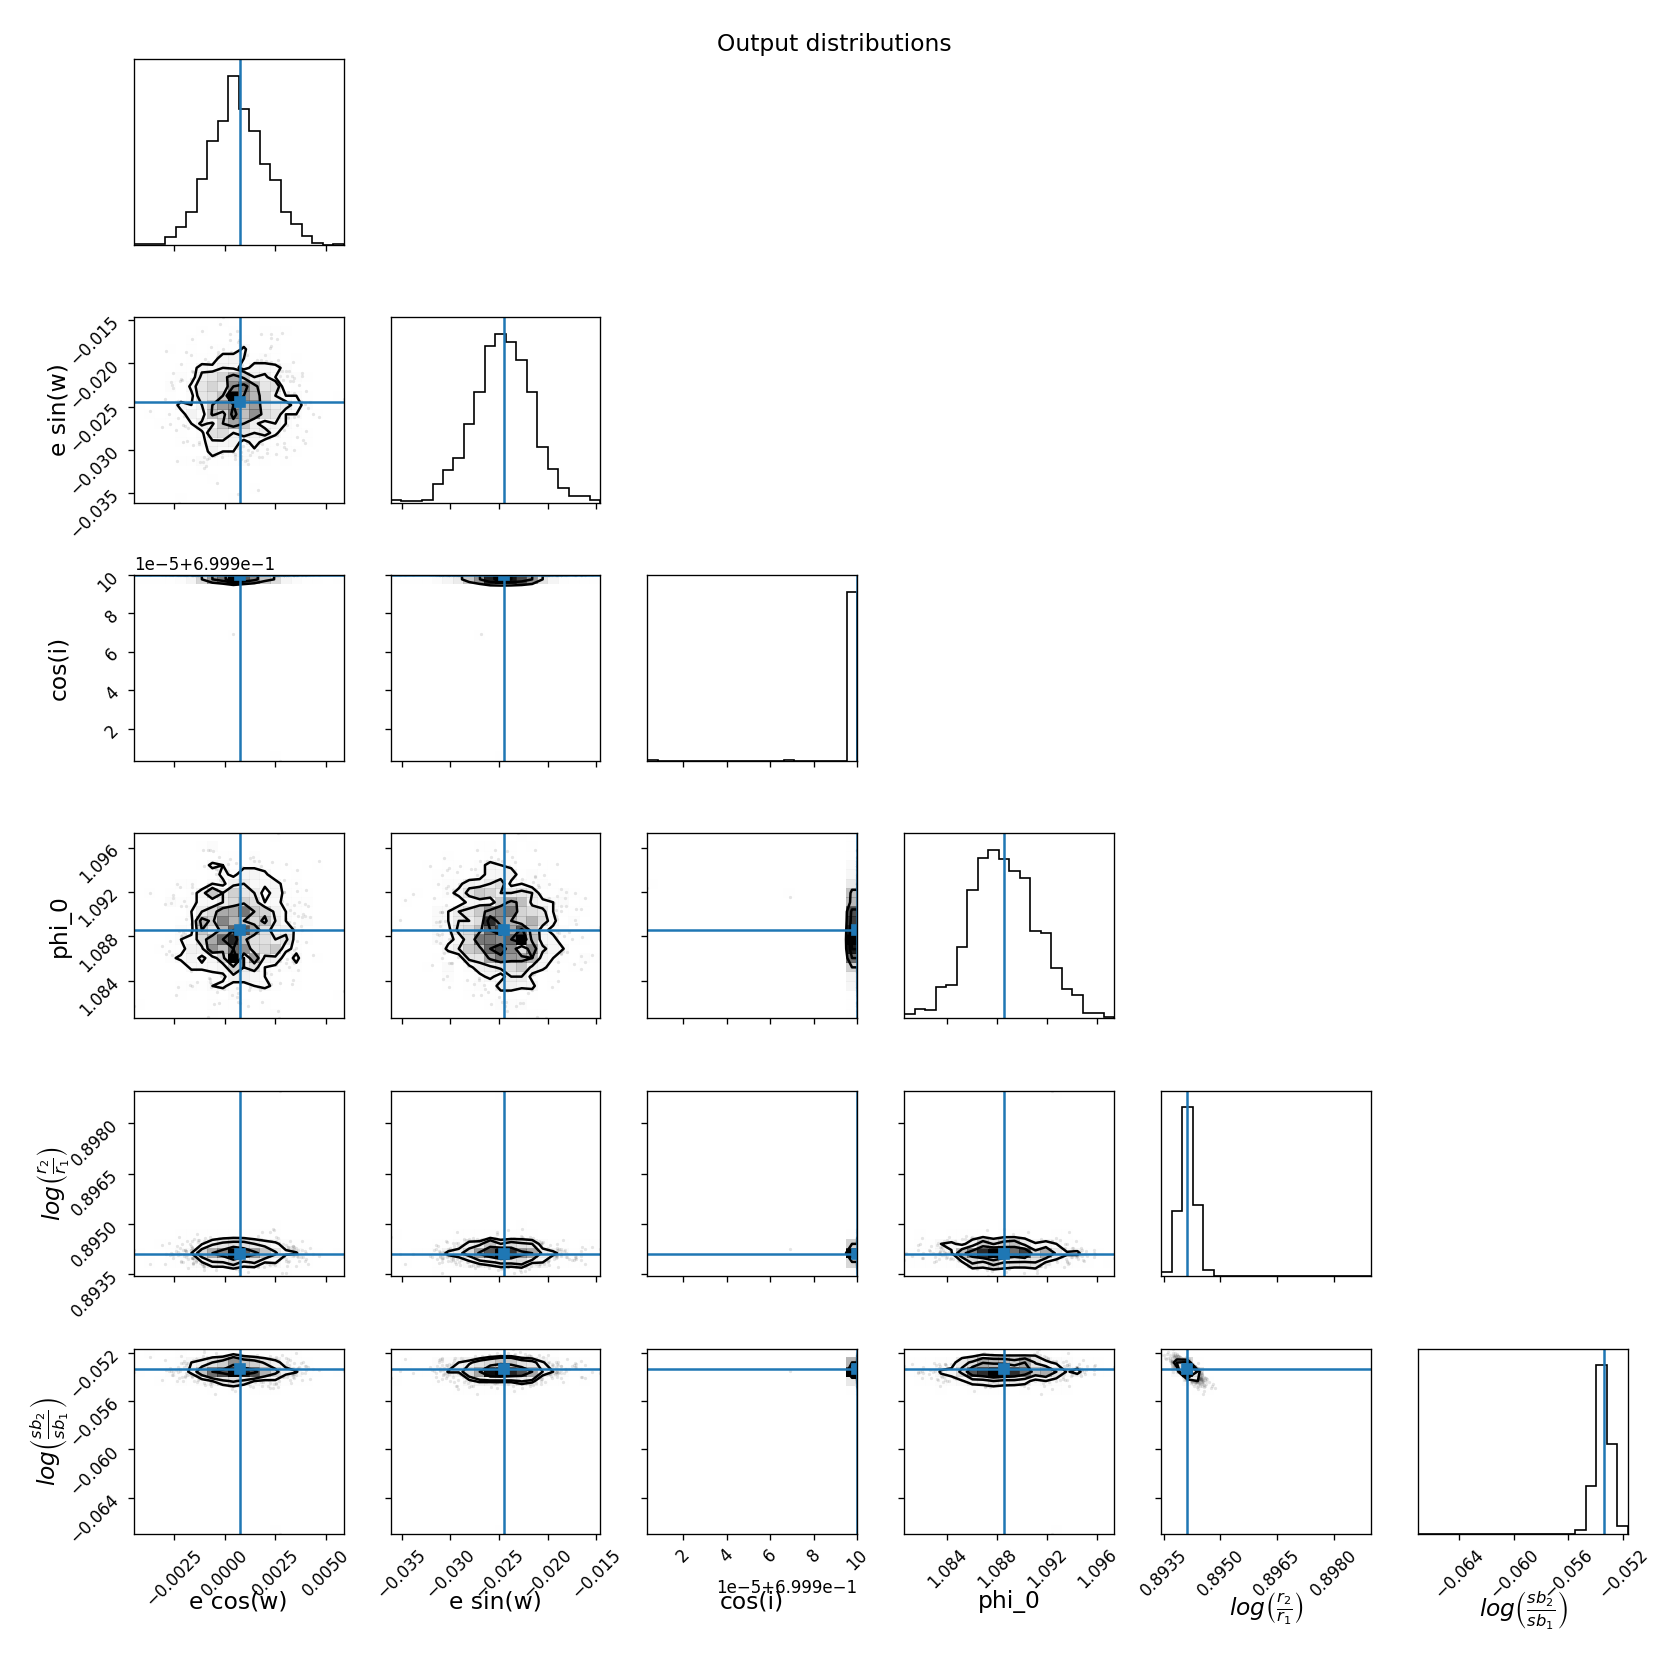 Output distributions
e sin(w)
−0.015
−0.020
−0.025
−0.030
−0.035
1e−5+6.999e−1
cos(i)
10
8
6
4
2
phi_0
1.096
1.092
1.088
1.084
log(r₂/r₁)
0.8980
0.8965
0.8950
0.8935
log(sb₂/sb₁)
−0.052
−0.056
−0.060
−0.064
−0.0025 0.0000 0.0025 0.0050
−0.035 −0.030 −0.025 −0.020 −0.015
2 4 6 8 10
1.084 1.088 1.092 1.096
0.8935 0.8950 0.8965 0.8980
−0.064 −0.060 −0.056 −0.052
1e−5+6.999e−1
e cos(w) e sin(w) cos(i) phi_0 log(r₂/r₁) log(sb₂/sb₁)